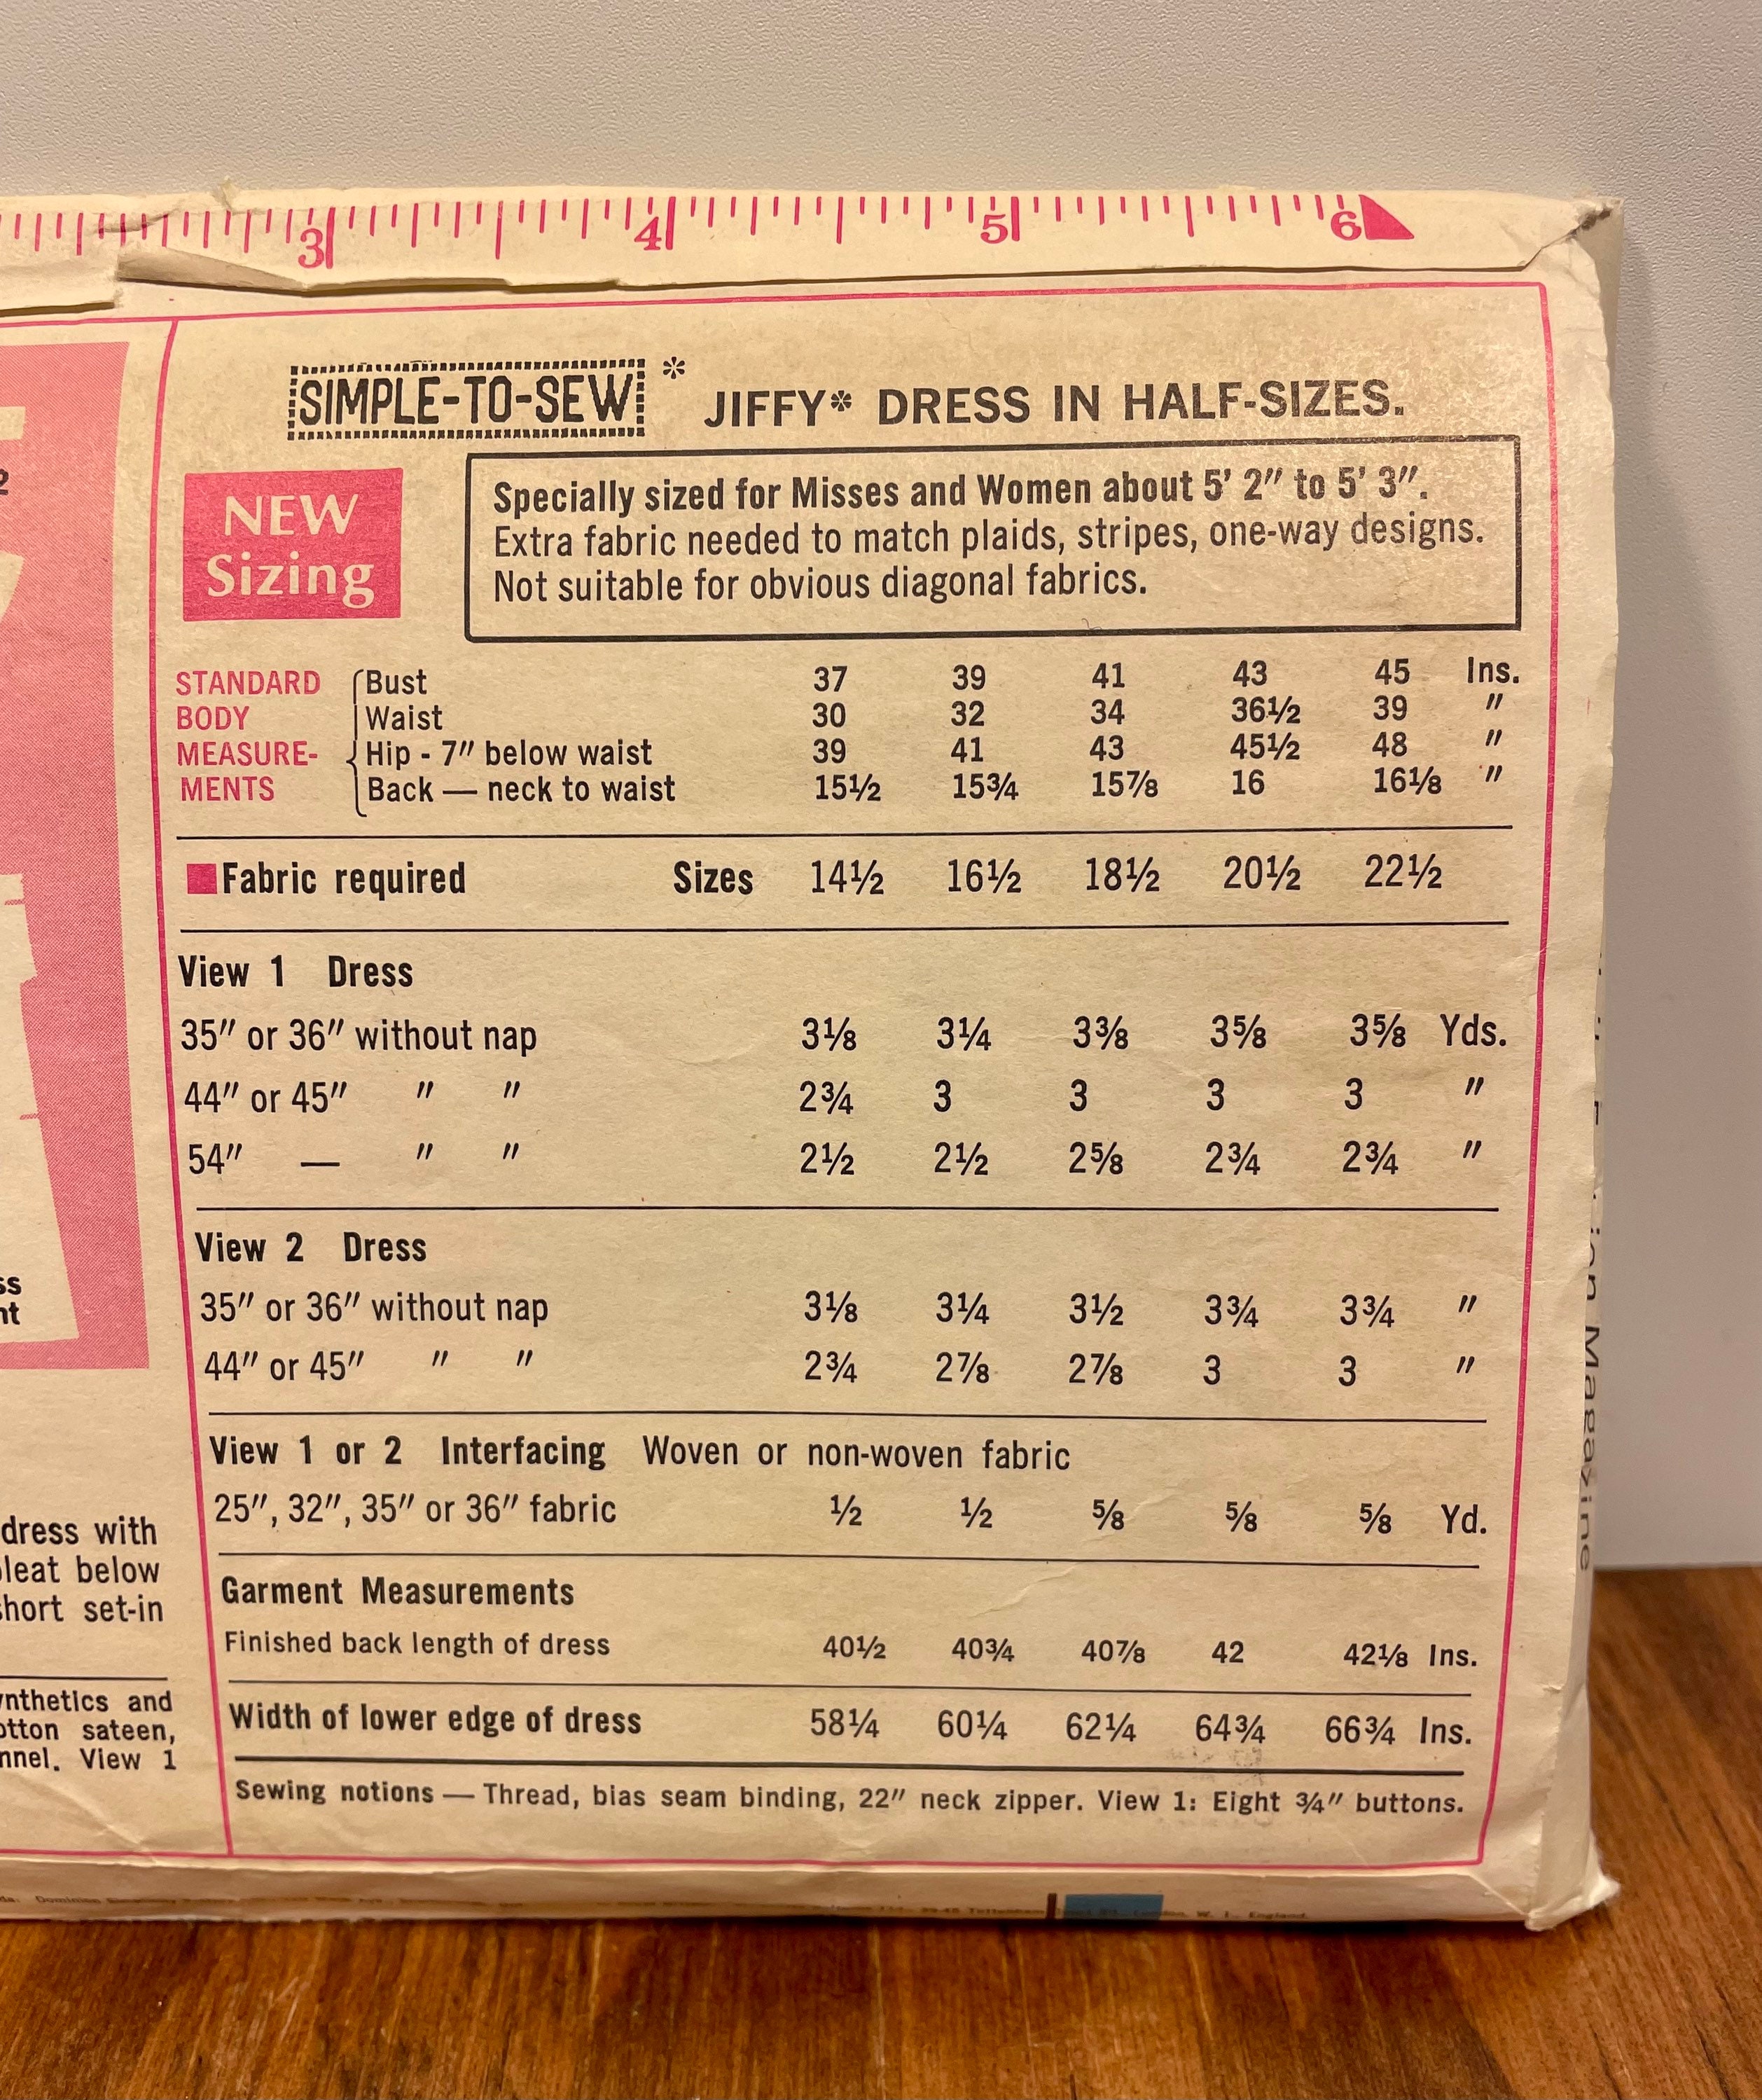 3 4 5 6
SIMPLE-TO-SEW * JIFFY* DRESS IN HALF-SIZES.
NEW
Sizing
Specially sized for Misses and Women about 5' 2" to 5' 3".
Extra fabric needed to match plaids, stripes, one-way designs.
Not suitable for obvious diagonal fabrics.
STANDARD Bust 37 39 41 43 45 Ins.
BODY Waist 30 32 34 36½ 39 "
MEASURE- Hip - 7" below waist 39 41 43 45½ 48 "
MENTS Back — neck to waist 15½ 15¾ 15⅞ 16 16⅛ "
Fabric required Sizes 14½ 16½ 18½ 20½ 22½
View 1 Dress
35" or 36" without nap 3⅛ 3¼ 3⅜ 3⅝ 3⅝ Yds.
44" or 45" " " 2¾ 3 3 3 3 "
54" — " " 2½ 2½ 2⅝ 2¾ 2¾ "
View 2 Dress
35" or 36" without nap 3⅛ 3¼ 3½ 3¾ 3¾ "
44" or 45" " " 2¾ 2⅞ 2⅞ 3 3 "
View 1 or 2 Interfacing Woven or non-woven fabric
25", 32", 35" or 36" fabric ½ ½ ⅝ ⅝ ⅝ Yd.
Garment Measurements
Finished back length of dress 40½ 40¾ 40⅞ 42 42⅛ Ins.
Width of lower edge of dress 58¼ 60¼ 62¼ 64¾ 66¾ Ins.
Sewing notions — Thread, bias seam binding, 22" neck zipper. View 1: Eight ¾" buttons.
dress with
below
set-in
and
sateen,
View 1
Magazine
W. 1., England.